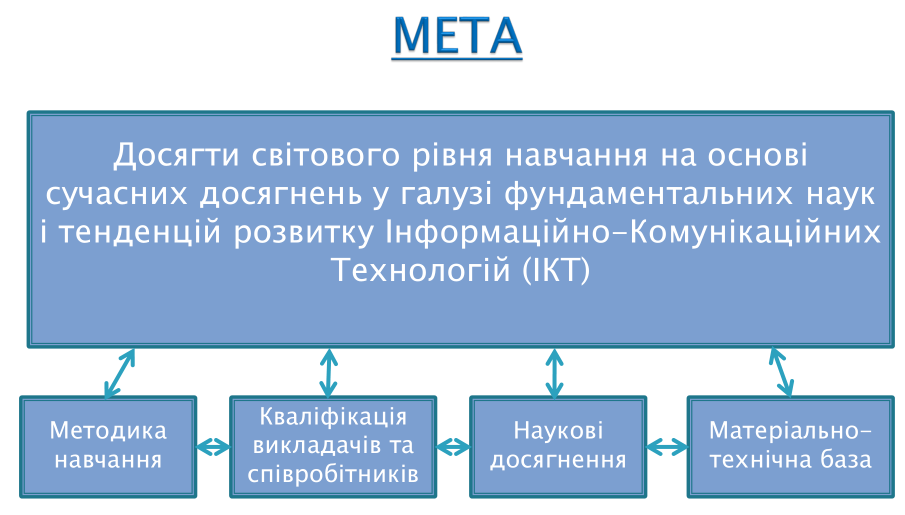 МЕТА
Досягти світового рівня навчання на основі
сучасних досягнень у галузі фундаментальних наук
і тенденцій розвитку Інформаційно-Комунікаційних
Технологій (ІКТ)
Методика
навчання
Кваліфікація
викладачів та
співробітників
Наукові
досягнення
Матеріально-
технічна база